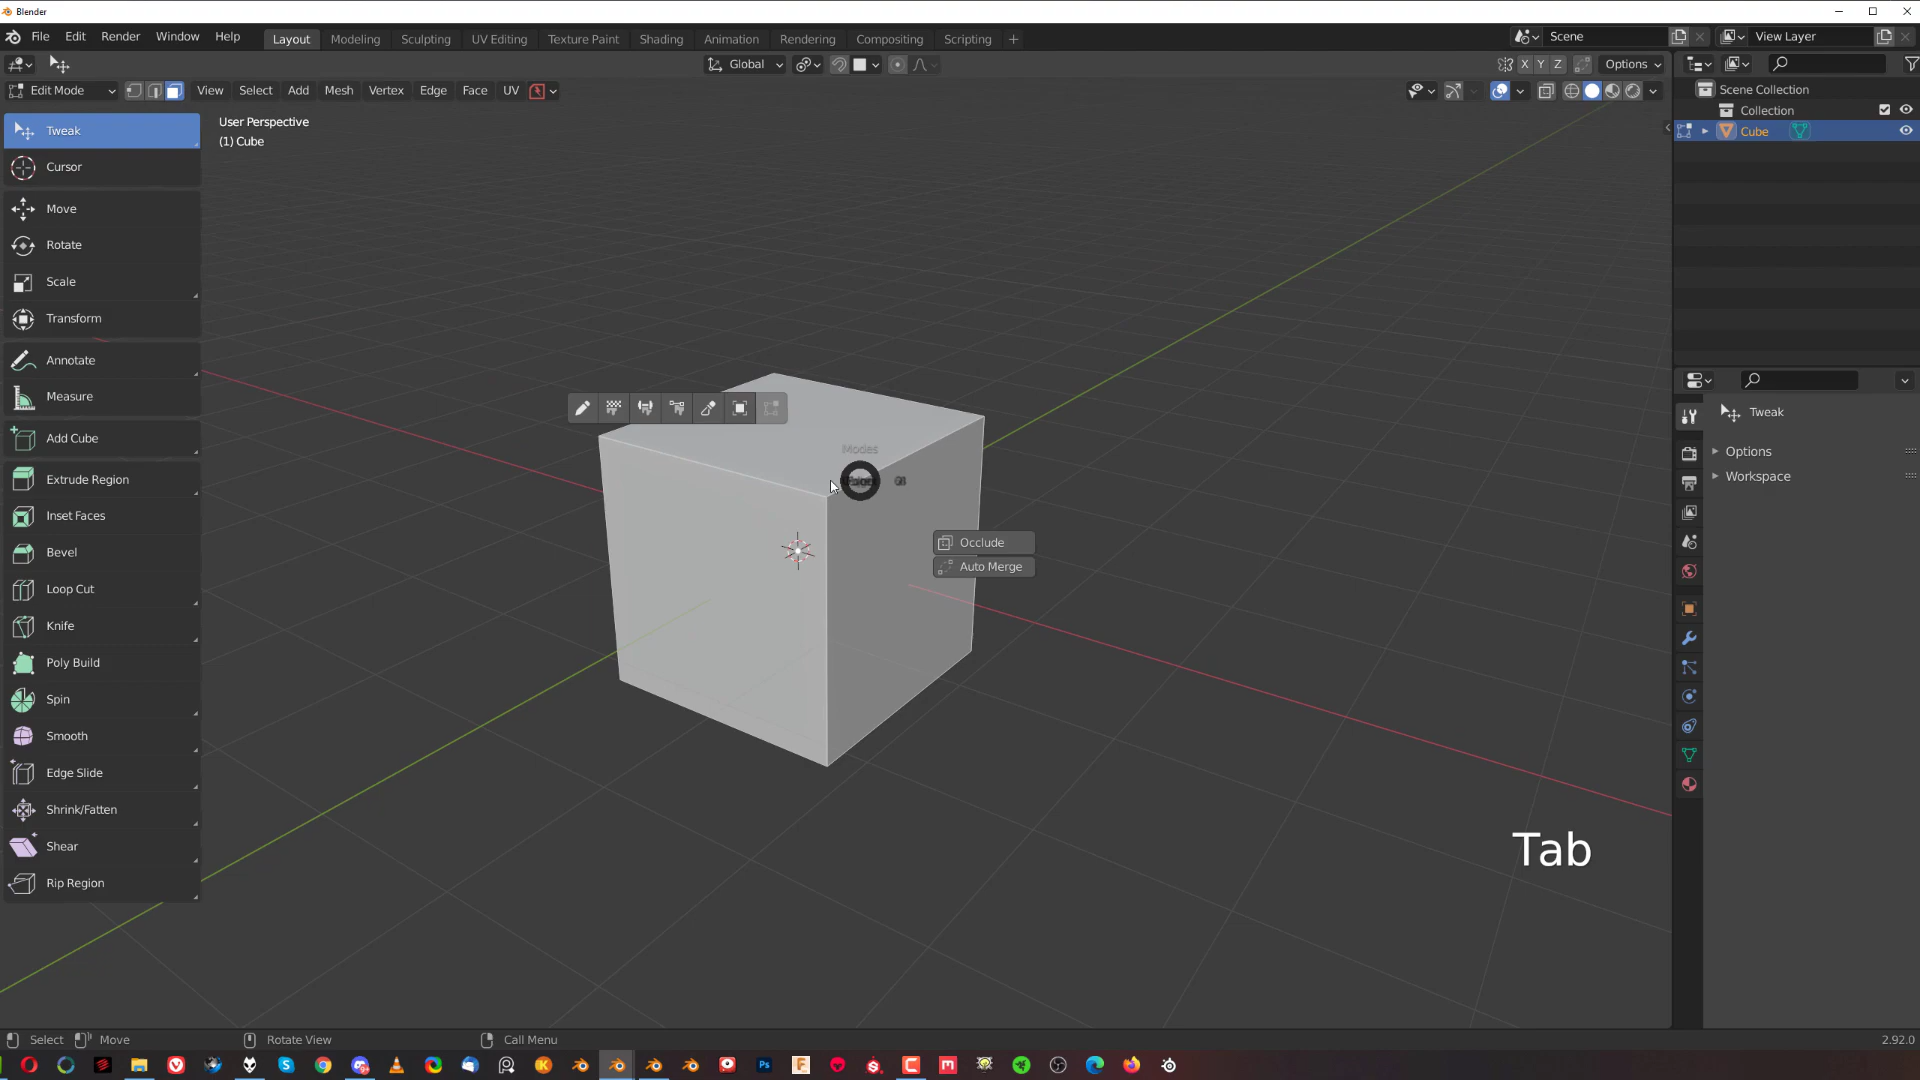 Blender
File Edit Render Window Help Layout Modeling Sculpting UV Editing Texture Paint Shading Animation Rendering Compositing Scripting + Scene View Layer
Global X Y Z Options
Edit Mode View Select Add Mesh Vertex Edge Face UV
Scene Collection
Collection
Cube
User Perspective
(1) Cube
Tweak
Cursor
Move
Rotate
Scale
Transform
Annotate
Measure
Add Cube
Extrude Region
Inset Faces
Bevel
Loop Cut
Knife
Poly Build
Spin
Smooth
Edge Slide
Shrink/Fatten
Shear
Rip Region
Modes
Occlude
Auto Merge
Tweak
Options
Workspace
Tab
Select Move Rotate View Call Menu 2.92.0
Ps